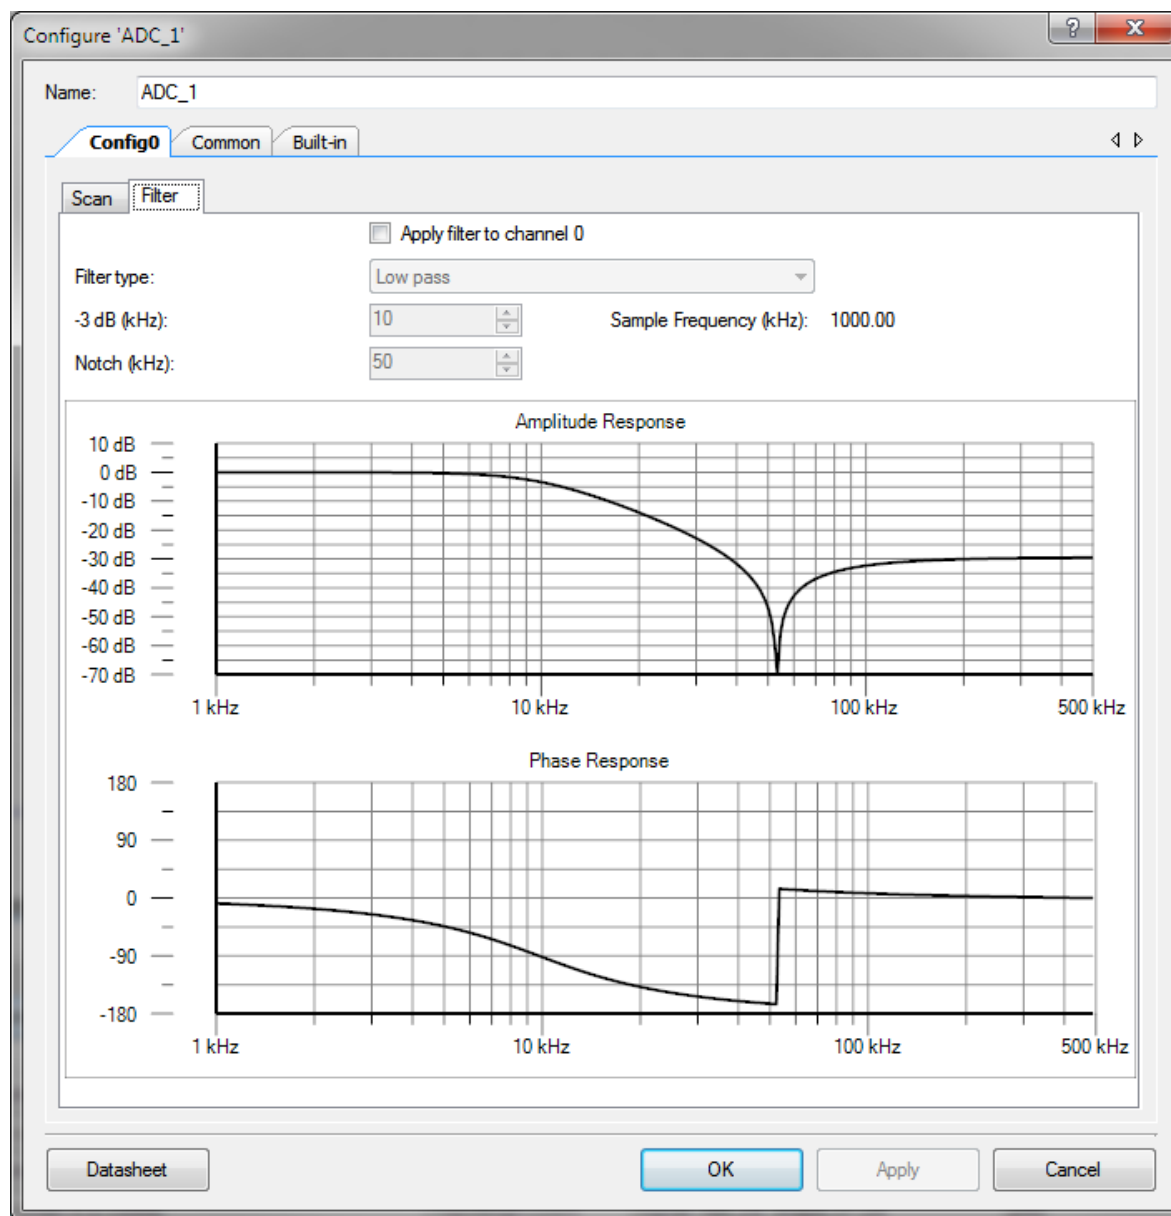 Configure 'ADC_1'
?
X
Name: ADC_1
Config0 Common Built-in
Scan Filter
Apply filter to channel 0
Filter type: Low pass
-3 dB (kHz): 10 Sample Frequency (kHz): 1000.00
Notch (kHz): 50
Amplitude Response
10 dB
0 dB
-10 dB
-20 dB
-30 dB
-40 dB
-50 dB
-60 dB
-70 dB
1 kHz 10 kHz 100 kHz 500 kHz
Phase Response
180
90
0
-90
-180
1 kHz 10 kHz 100 kHz 500 kHz
Datasheet OK Apply Cancel